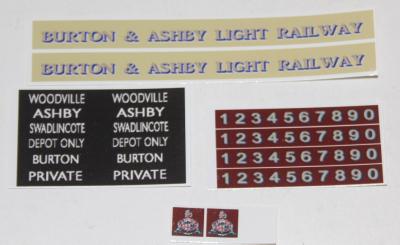 BURTON & ASHBY LIGHT RAILWAY
BURTON & ASHBY LIGHT RAILWAY
WOODVILLE WOODVILLE
ASHBY ASHBY
SWADLINCOTE SWADLINCOTE
DEPOT ONLY DEPOT ONLY
BURTON BURTON
PRIVATE PRIVATE
1234567890
1234567890
1234567890
1234567890